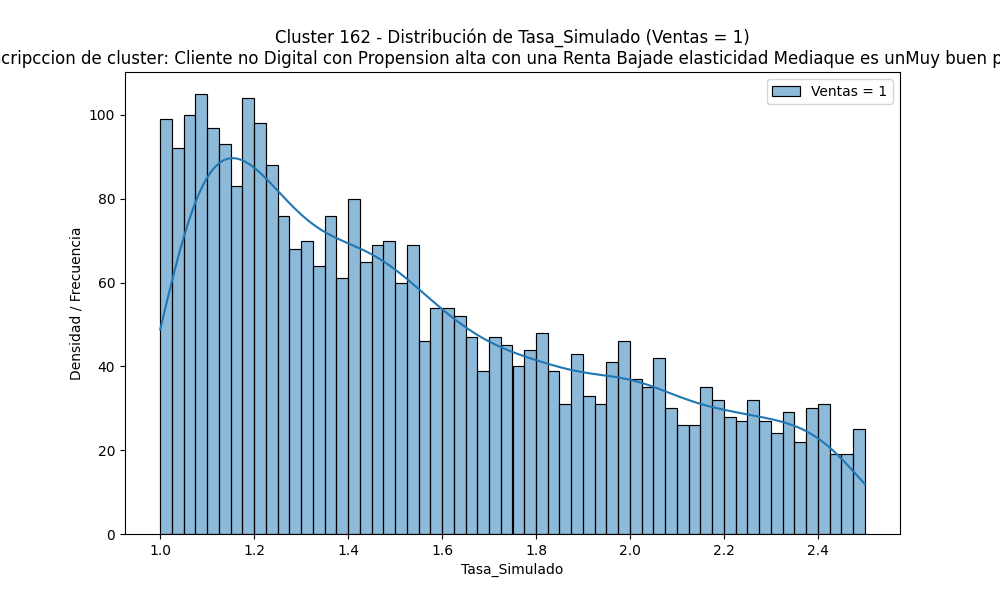 Cluster 162 - Distribución de Tasa_Simulado (Ventas = 1)
scripccion de cluster: Cliente no Digital con Propension alta con una Renta Bajade elasticidad Mediaque es unMuy buen p
Ventas = 1
Densidad / Frecuencia
100
80
60
40
20
0
1.0 1.2 1.4 1.6 1.8 2.0 2.2 2.4
Tasa_Simulado